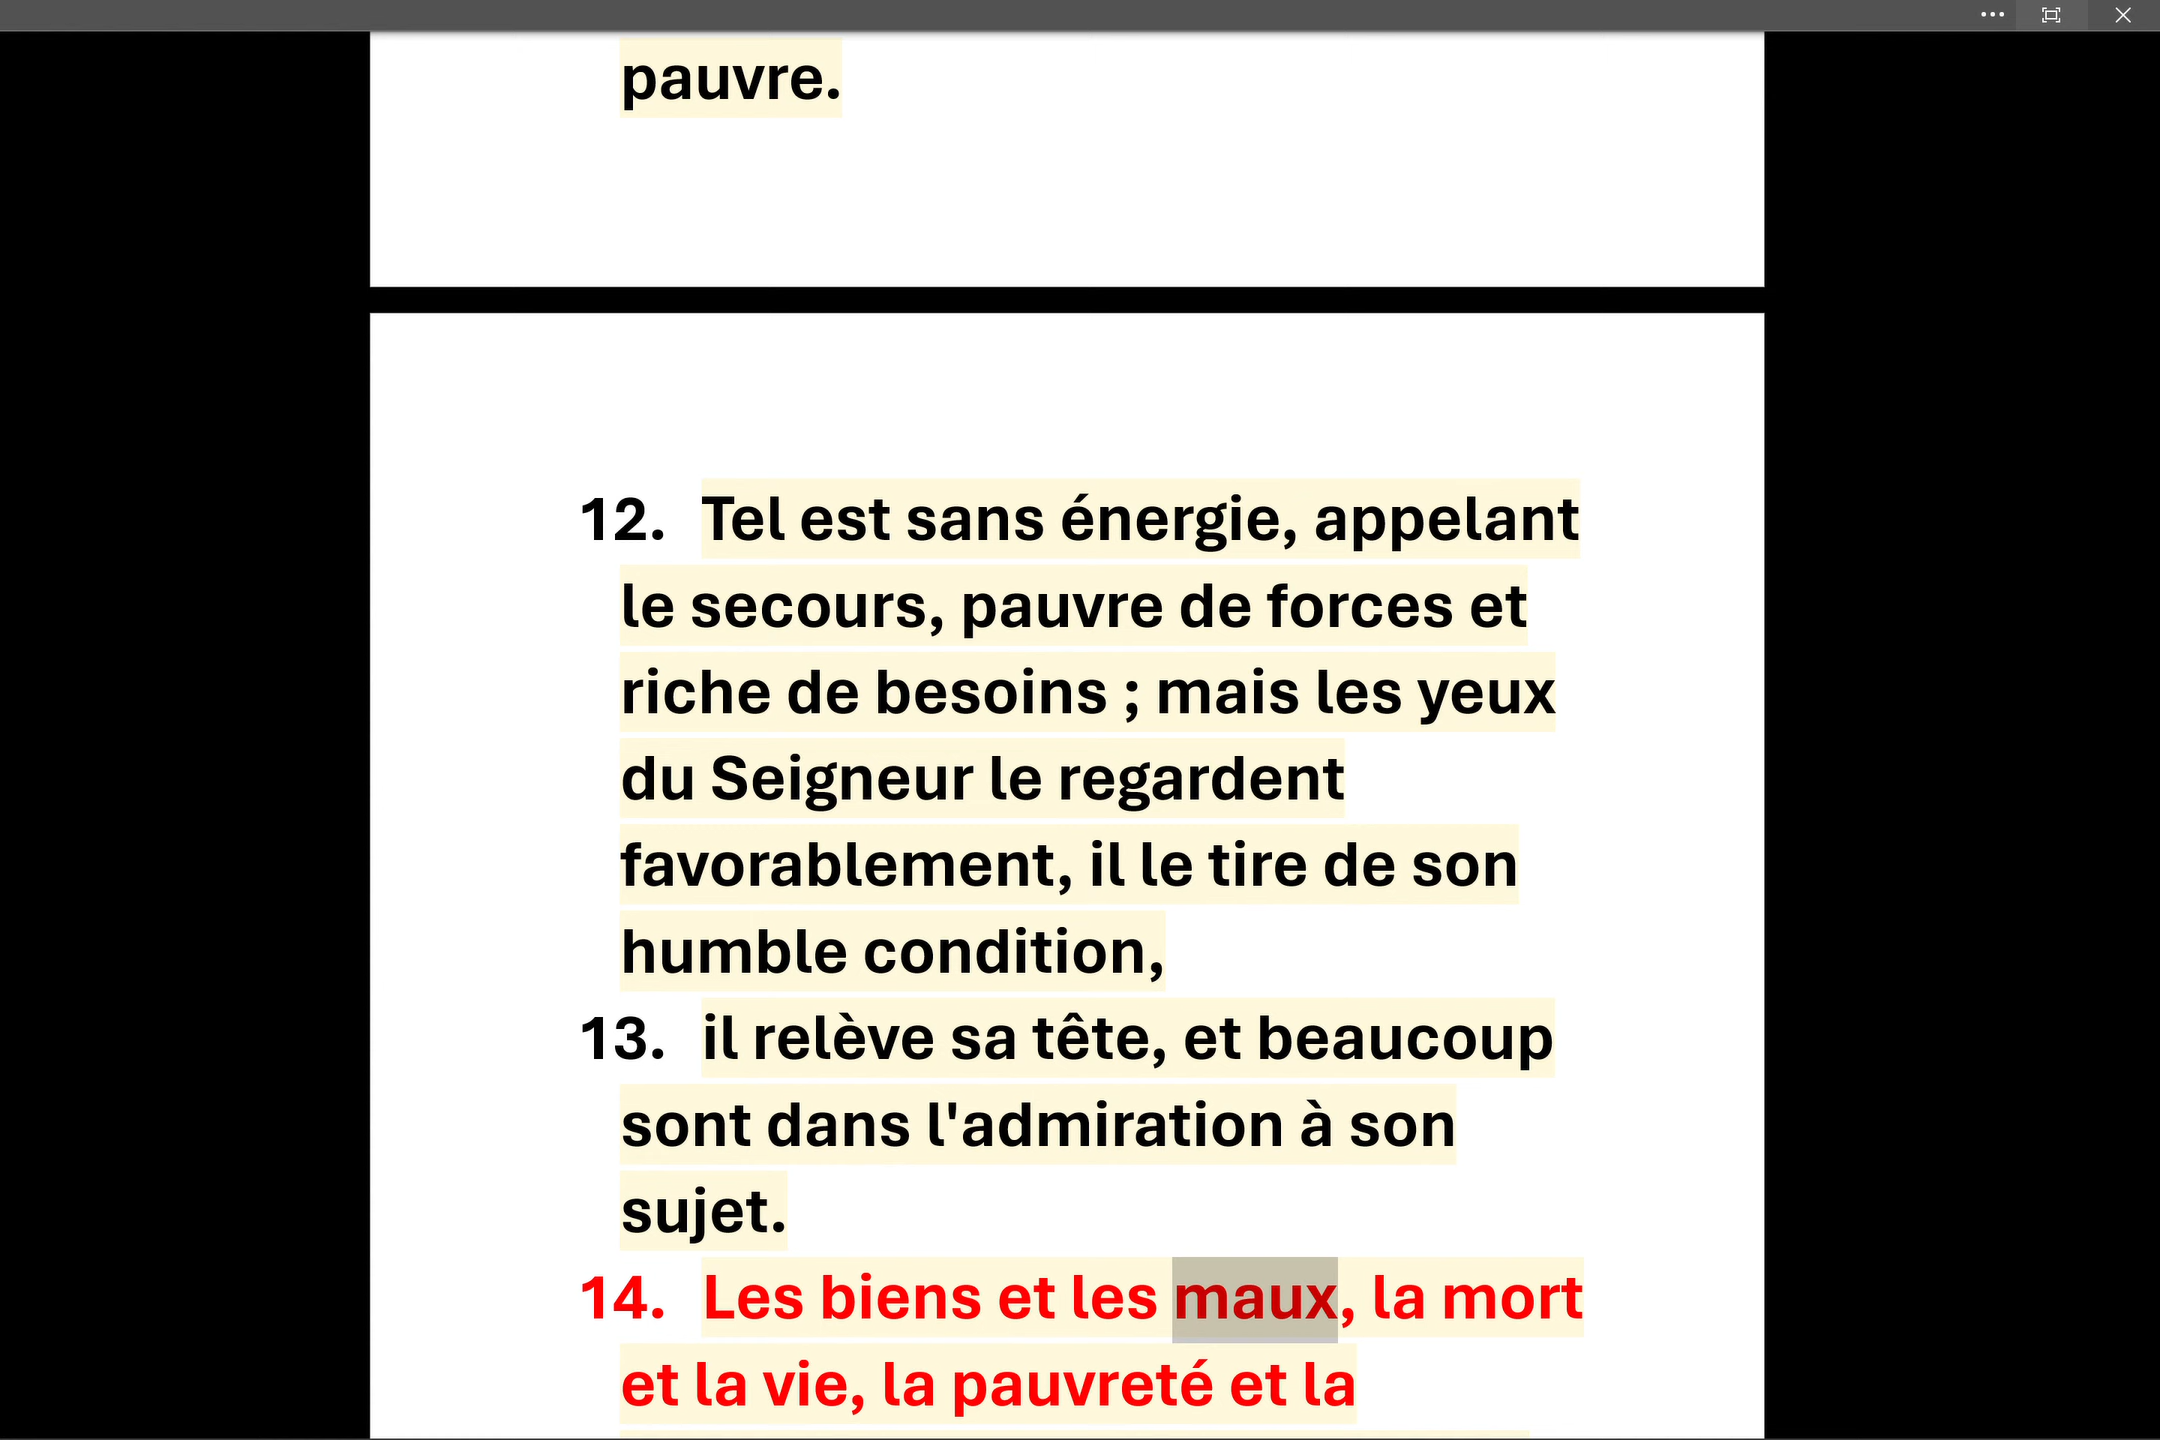 pauvre.
12. Tel est sans énergie, appelant
le secours, pauvre de forces et
riche de besoins ; mais les yeux
du Seigneur le regardent
favorablement, il le tire de son
humble condition,
13. il relève sa tête, et beaucoup
sont dans l'admiration à son
sujet.
14. Les biens et les maux, la mort
et la vie, la pauvreté et la